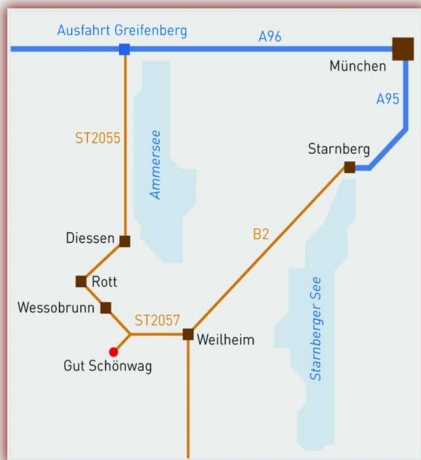 Ausfahrt Greifenberg
A96
München
A95
ST2055
Ammersee
Starnberg
B2
Diessen
Rott
Wessobrunn
ST2057
Weilheim
Starnberger See
Gut Schönwag